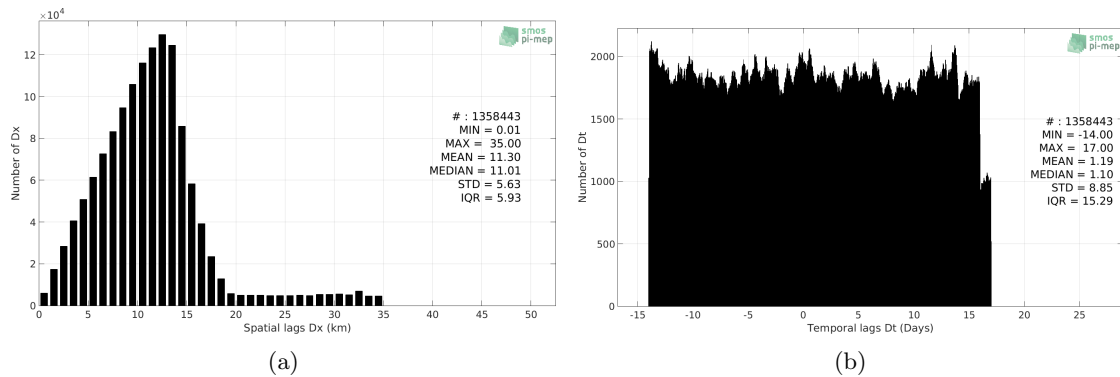 ×10⁴
smos
pi-mep
12
10
8
6
4
2
0
Number of Dx
# : 1358443
MIN = 0.01
MAX = 35.00
MEAN = 11.30
MEDIAN = 11.01
STD = 5.63
IQR = 5.93
0 5 10 15 20 25 30 35 40 45 50
Spatial lags Dx (km)
(a)
smos
pi-mep
2000
1500
1000
500
0
Number of Dt
# : 1358443
MIN = -14.00
MAX = 17.00
MEAN = 1.19
MEDIAN = 1.10
STD = 8.85
IQR = 15.29
-15 -10 -5 0 5 10 15 20 25
Temporal lags Dt (Days)
(b)